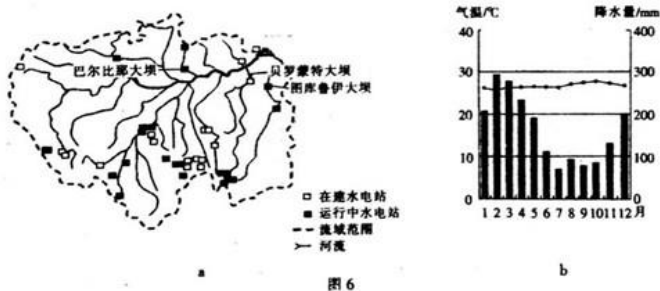 巴尔比那大坝
贝罗蒙特大坝
图库鲁伊大坝
在建水电站
运行中水电站
流域范围
河流
a
气温/℃ 降水量/mm
40 400
30 300
20 200
10 100
0 0
1 2 3 4 5 6 7 8 9 10 11 12 月
b
图6